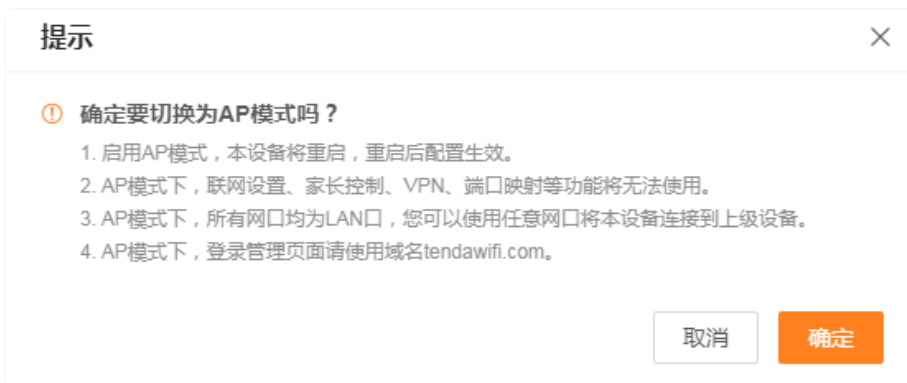 提示
确定要切换为AP模式吗？
1. 启用AP模式，本设备将重启，重启后配置生效。
2. AP模式下，联网设置、家长控制、VPN、端口映射等功能将无法使用。
3. AP模式下，所有网口均为LAN口，您可以使用任意网口将本设备连接到上级设备。
4. AP模式下，登录管理页面请使用域名tendawifi.com。
取消 确定